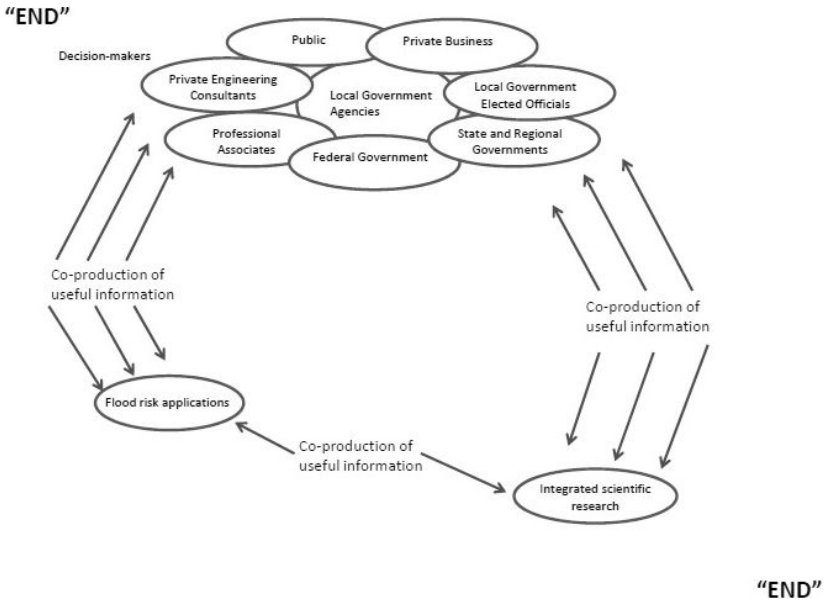 “END”
Decision-makers
Public
Private Business
Private Engineering
Consultants
Local Government
Agencies
Local Government
Elected Officials
Professional
Associates
Federal Government
State and Regional
Governments
Co-production of
useful information
Co-production of
useful information
Flood risk applications
Co-production of
useful information
Integrated scientific
research
“END”